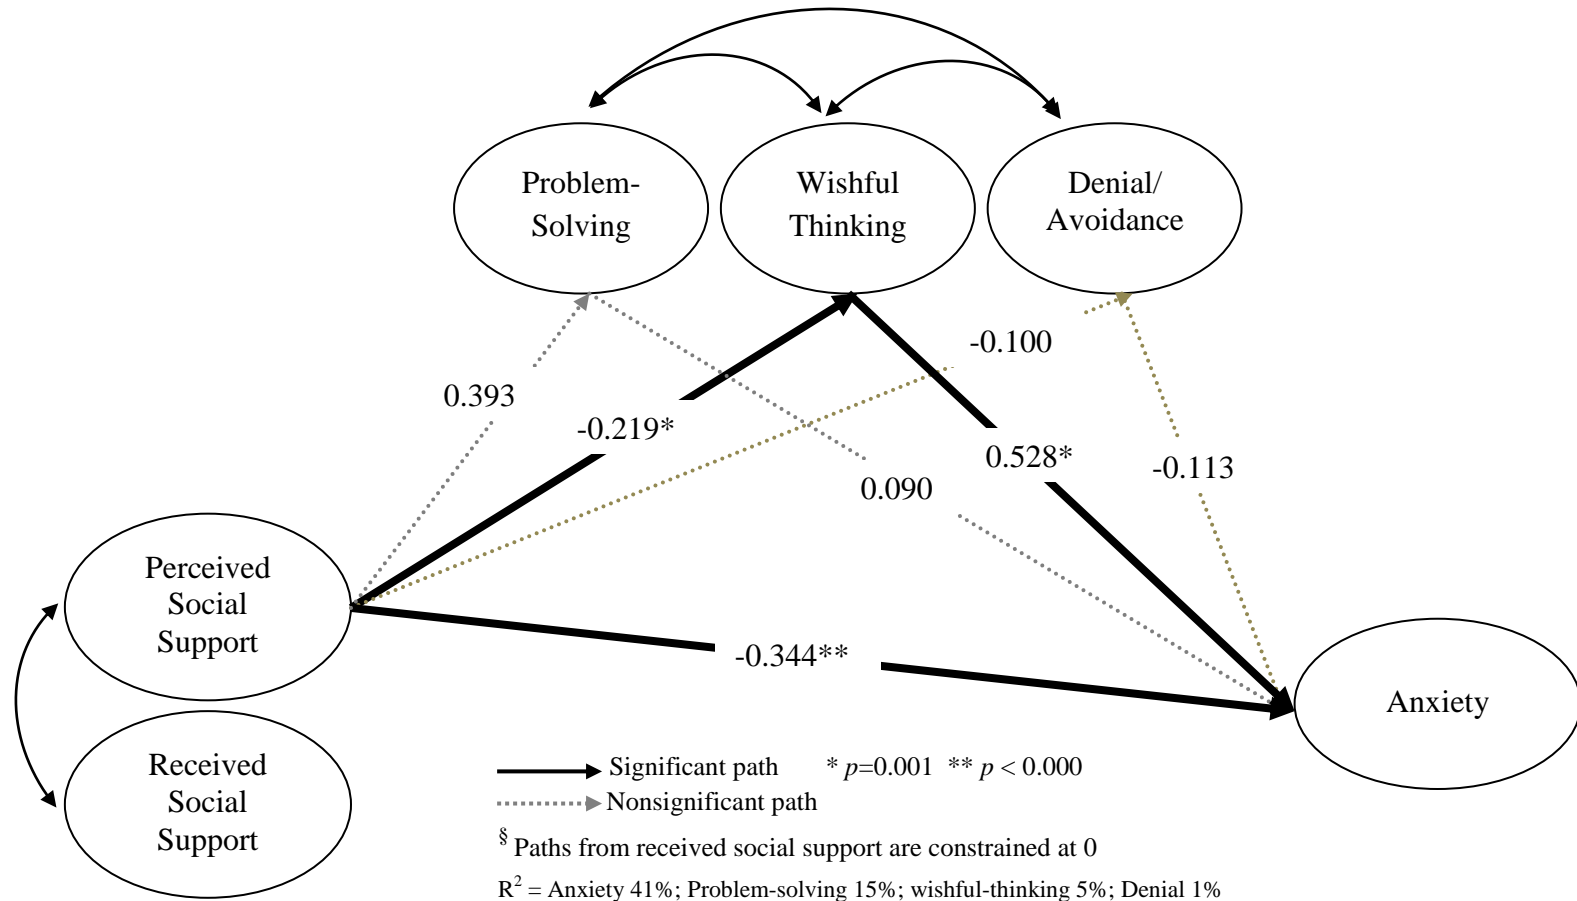 Problem-
Solving
Wishful
Thinking
Denial/
Avoidance
0.393
-0.219*
-0.100
0.528*
-0.113
0.090
-0.344**
Perceived
Social
Support
Received
Social
Support
Anxiety
Significant path * p=0.001 ** p < 0.000
Nonsignificant path
§ Paths from received social support are constrained at 0
R² = Anxiety 41%; Problem-solving 15%; wishful-thinking 5%; Denial 1%